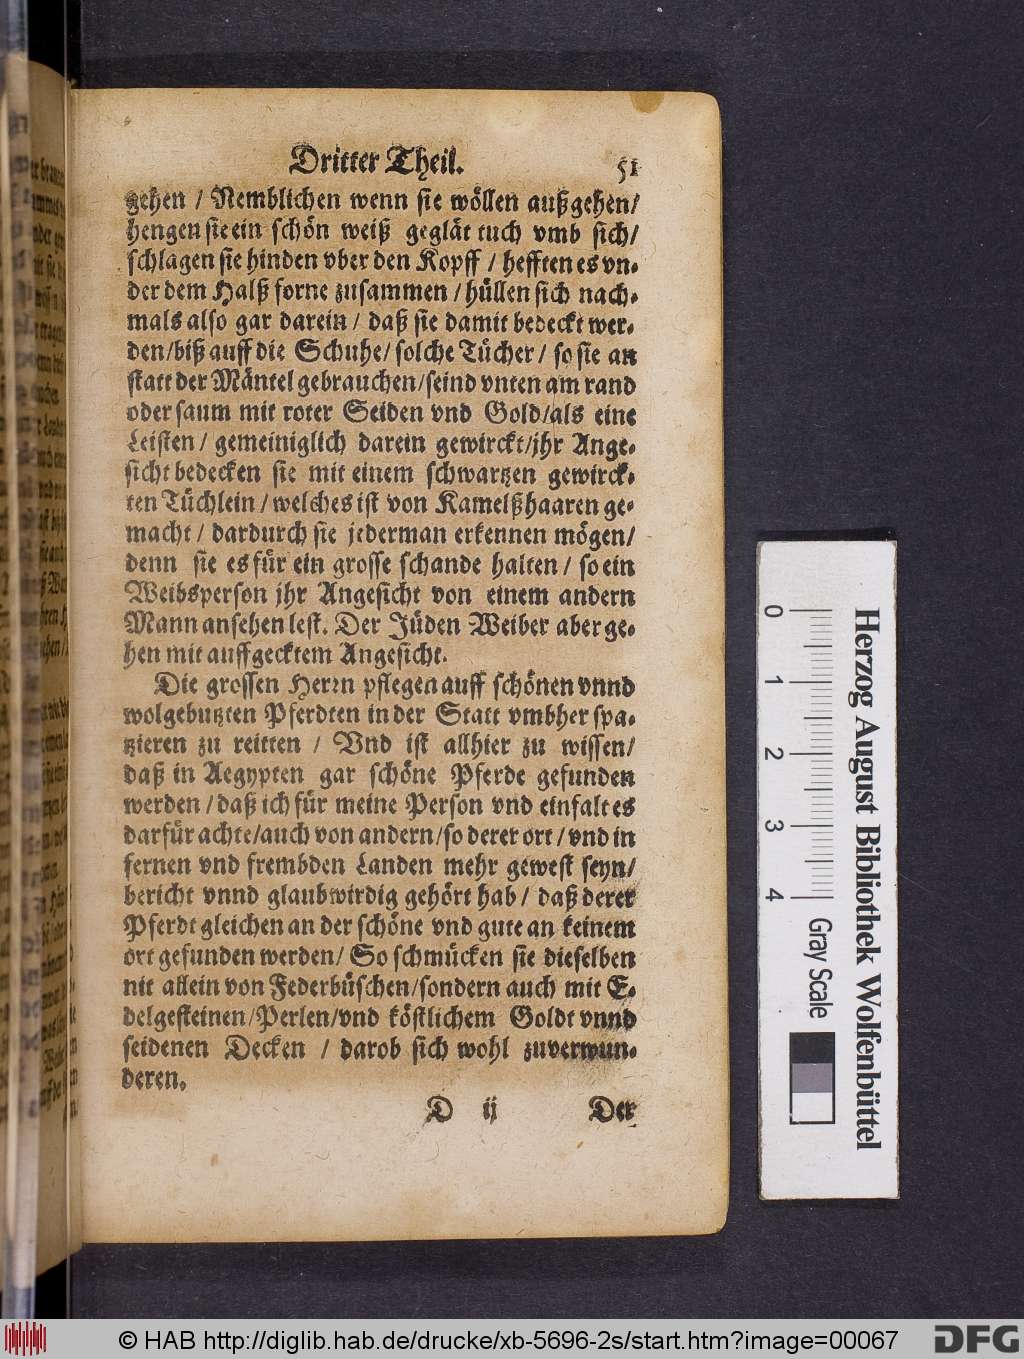 Dritter Theil. 51
gehen / Nemblichen wenn sie wöllen außgehen/
hengen sie ein schön weiß geglät tuch vmb sich/
schlagen sie hinden vber den Kopff / hefften es vn-
der dem Halß forne zusammen / hüllen sich nach-
mals also gar darein / daß sie damit bedeckt wer-
den/biß auff die Schuhe/ solche Tücher / so sie an
statt der Mäntel gebrauchen/seind vnten am rand
oder saum mit roter Seiden vnd Gold/als eine
Leisten / gemeiniglich darein gewirckt/jhr Ange-
sicht bedecken sie mit einem schwartzen gewirck-
ten Tüchlein / welches ist von Kamelßhaaren ge-
macht / dardurch sie jederman erkennen mögen/
denn sie es für ein grosse schande halten / so ein
Weibsperson jhr Angesicht von einem andern
Mann ansehen lest. Der Jüden Weiber aber ge-
hen mit auffgecktem Angesicht.
Die grossen Herrn pflegen auff schönen vnnd
wolgebutzten Pferdten in der Statt vmbher spa-
tzieren zu reitten / Vnd ist allhier zu wissen/
daß in Aegypten gar schöne Pferde gefunden
werden / daß ich für meine Person vnd einfalt es
darfür achte/auch von andern/so derer ort / vnd in
fernen vnd frembden Landen mehr gewest seyn/
bericht vnnd glaubwirdig gehört hab / daß derer
Pferdt gleichen an der schöne vnd gute an keinem
ort gefunden werden/ So schmücken sie dieselben
nit allein von Federbüschen/sondern auch mit E-
delgesteinen/Perlen/vnd köstlichem Goldt vnnd
seidenen Decken / darob sich wohl zuverwun-
deren.
D ij Der
Herzog August Bibliothek Wolfenbüttel
0 1 2 3 4 Gray Scale
© HAB http://diglib.hab.de/drucke/xb-5696-2s/start.htm?image=00067
DFG